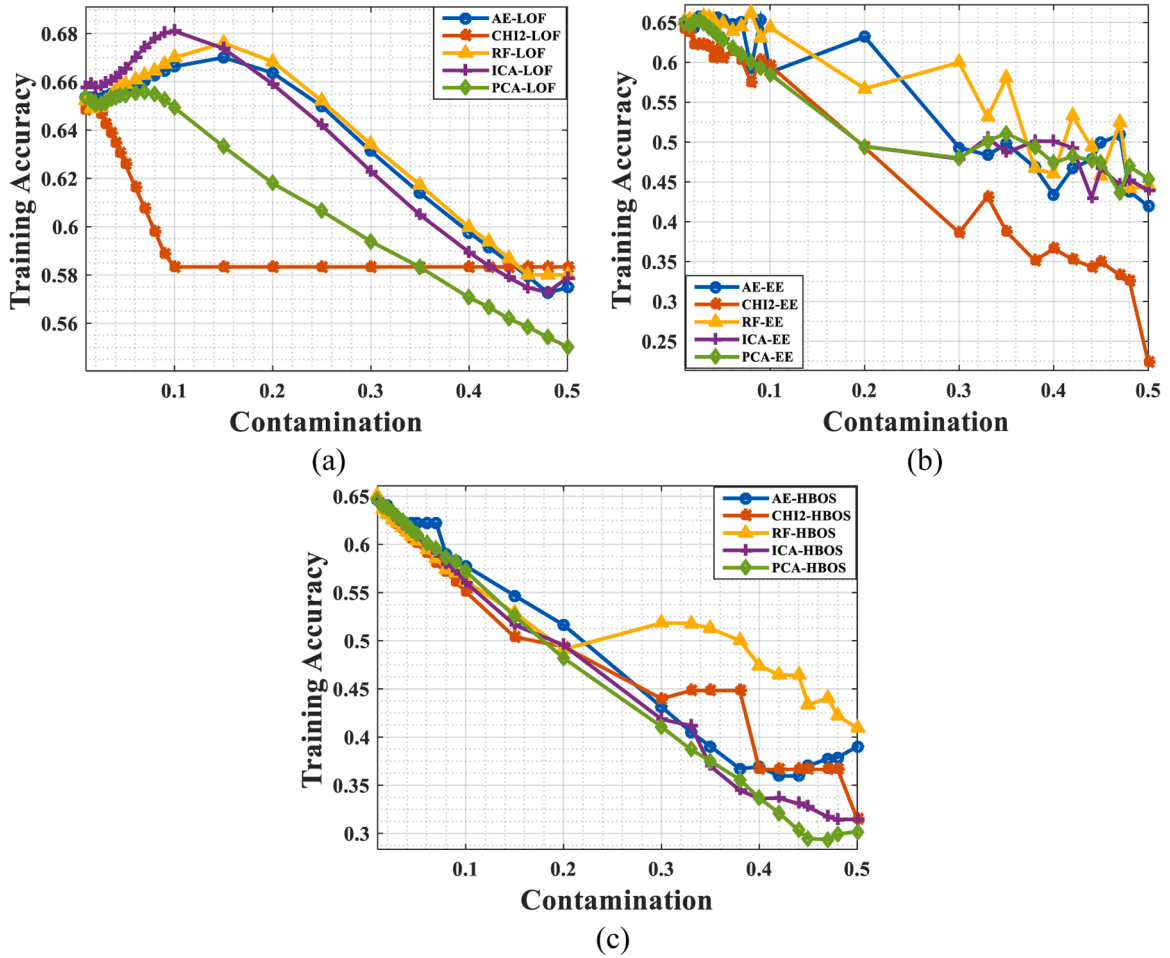 Training Accuracy
0.68
0.66
0.64
0.62
0.6
0.58
0.56
AE-LOF
CHI2-LOF
RF-LOF
ICA-LOF
PCA-LOF
0.1 0.2 0.3 0.4 0.5
Contamination
(a)
Training Accuracy
0.65
0.6
0.55
0.5
0.45
0.4
0.35
0.3
0.25
AE-EE
CHI2-EE
RF-EE
ICA-EE
PCA-EE
0.1 0.2 0.3 0.4 0.5
Contamination
(b)
Training Accuracy
0.65
0.6
0.55
0.5
0.45
0.4
0.35
0.3
AE-HBOS
CHI2-HBOS
RF-HBOS
ICA-HBOS
PCA-HBOS
0.1 0.2 0.3 0.4 0.5
Contamination
(c)